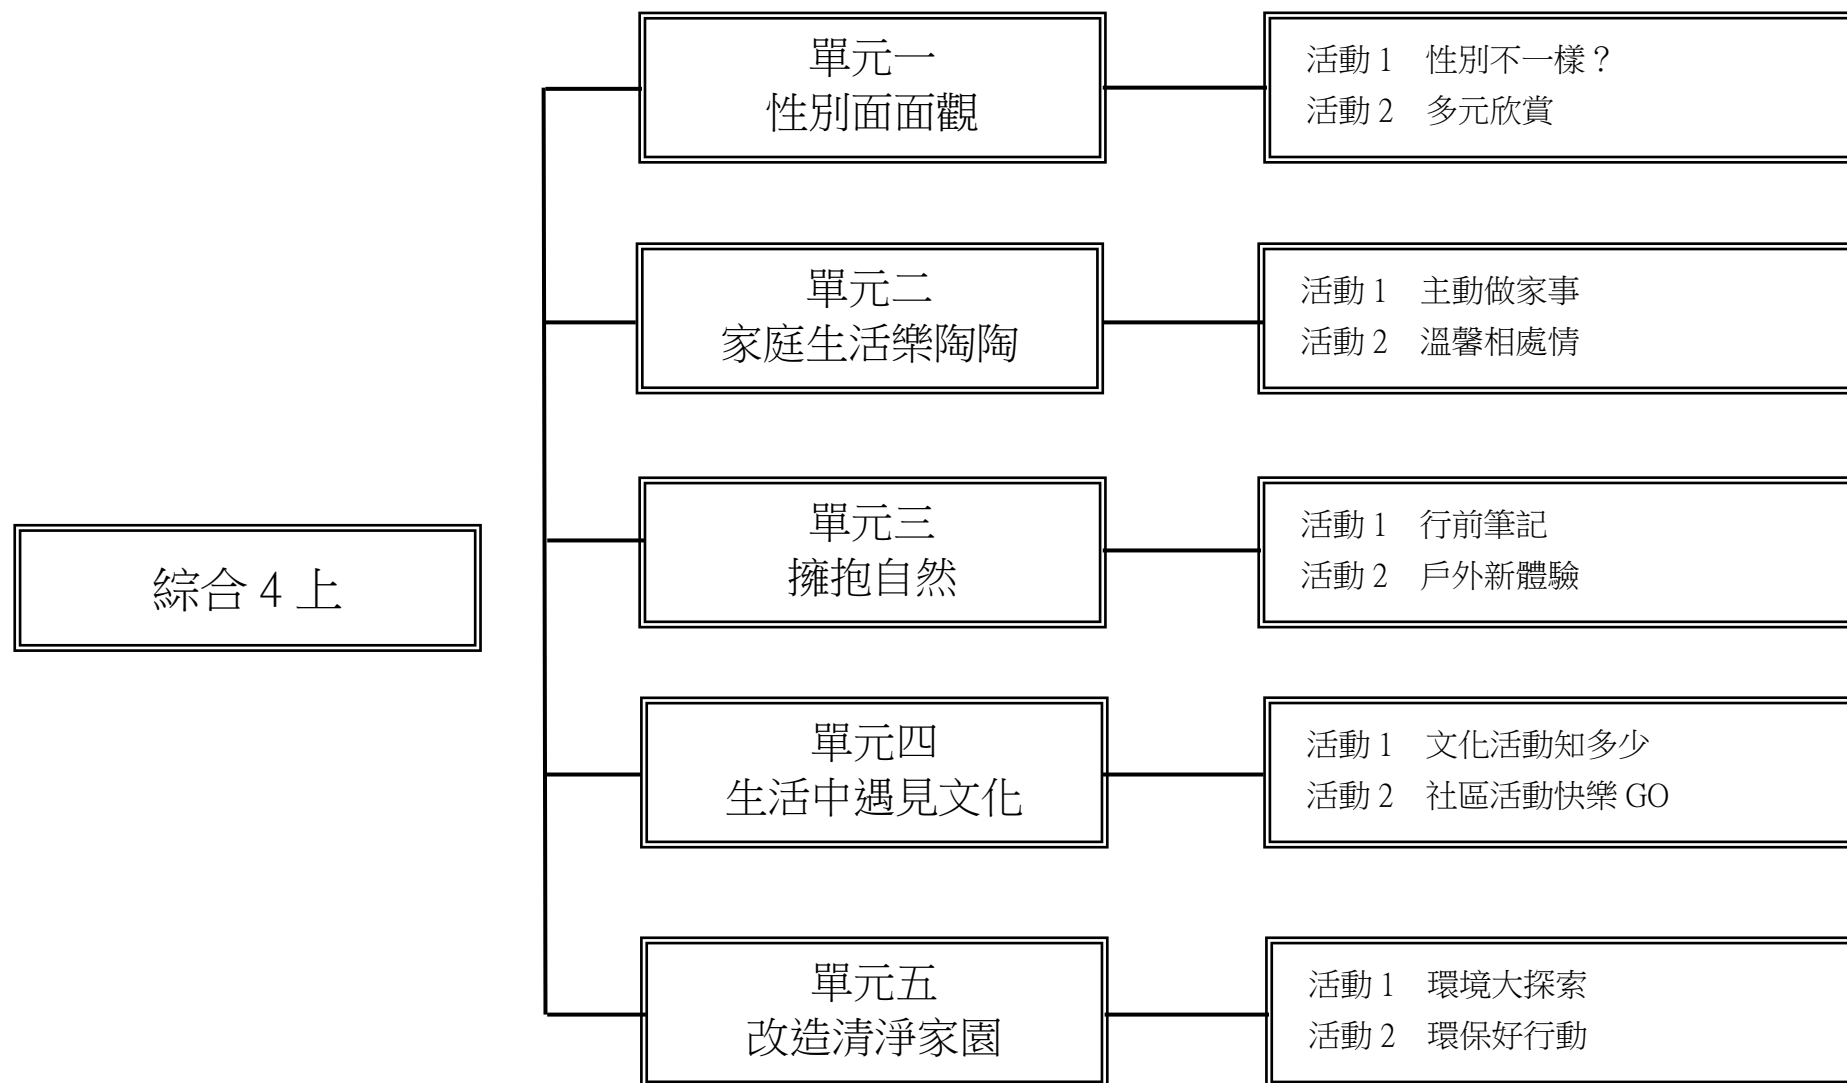 綜合 4 上
單元一
性別面面觀
活動 1 性別不一樣？
活動 2 多元欣賞
單元二
家庭生活樂陶陶
活動 1 主動做家事
活動 2 溫馨相處情
單元三
擁抱自然
活動 1 行前筆記
活動 2 戶外新體驗
單元四
生活中遇見文化
活動 1 文化活動知多少
活動 2 社區活動快樂 GO
單元五
改造清淨家園
活動 1 環境大探索
活動 2 環保好行動